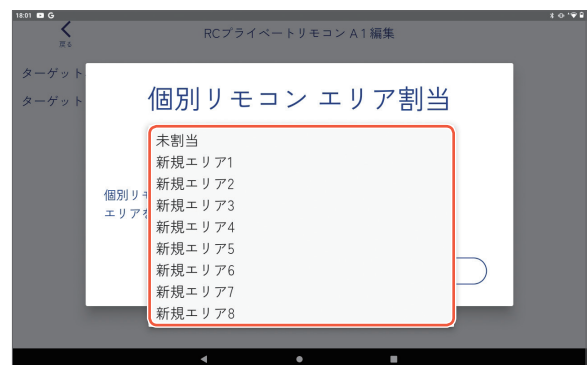 18:01 G
戻る
RCプライベートリモコン A1編集
ターゲット
ターゲット
個別リモコン エリア割当
未割当
新規エリア1
新規エリア2
個別リモ
新規エリア3
エリアを
新規エリア4
新規エリア5
新規エリア6
新規エリア7
新規エリア8